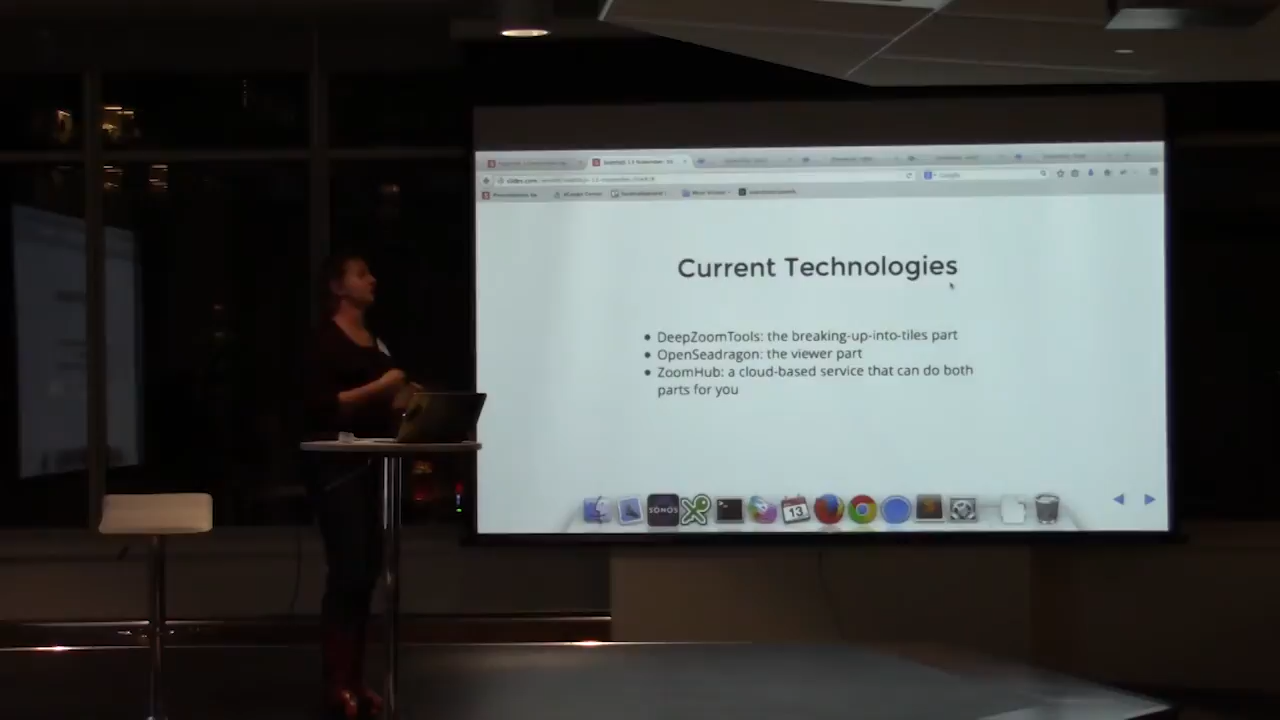 Current Technologies
DeepZoomTools: the breaking-up-into-tiles part
OpenSeadragon: the viewer part
ZoomHub: a cloud-based service that can do both
parts for you
SONOS
13